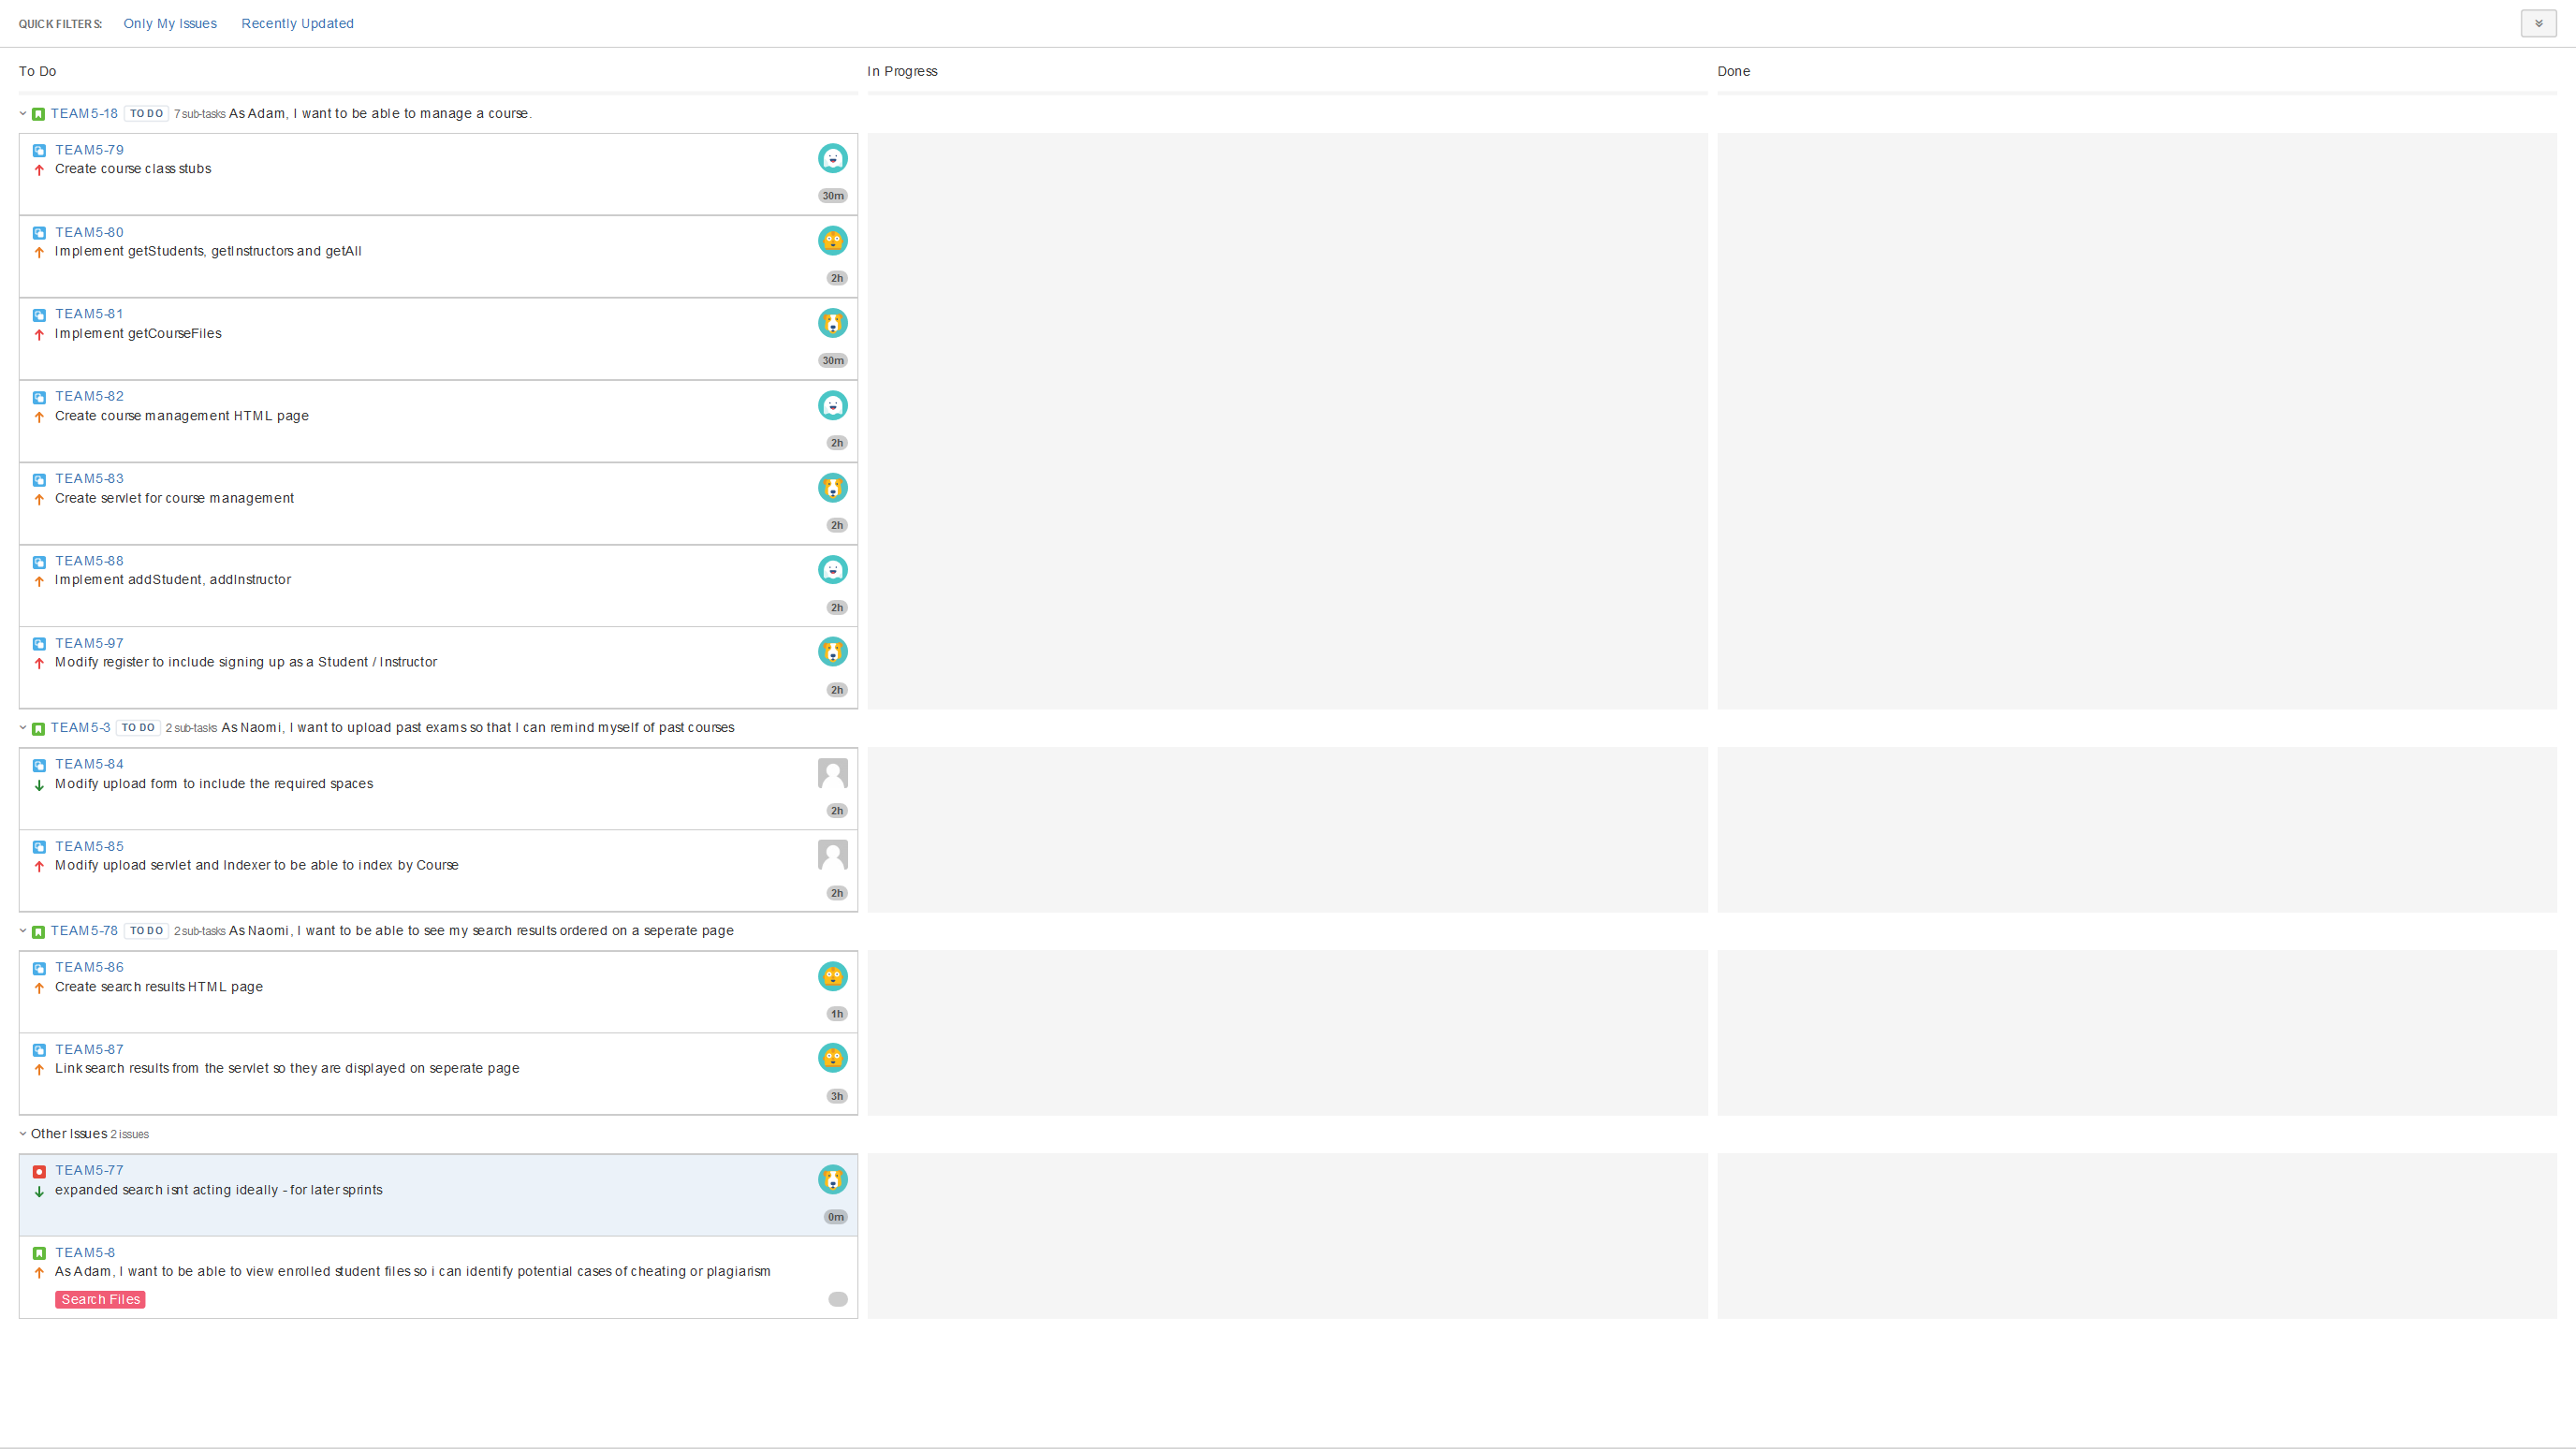 QUICK FILTERS: Only My Issues Recently Updated
To Do In Progress Done
TEAM5-18 TO DO 7 sub-tasks As Adam, I want to be able to manage a course.
TEAM5-79
Create course class stubs
30m
TEAM5-80
Implement getStudents, getInstructors and getAll
2h
TEAM5-81
Implement getCourseFiles
30m
TEAM5-82
Create course management HTML page
2h
TEAM5-83
Create servlet for course management
2h
TEAM5-88
Implement addStudent, addInstructor
2h
TEAM5-97
Modify register to include signing up as a Student / Instructor
2h
TEAM5-3 TO DO 2 sub-tasks As Naomi, I want to upload past exams so that I can remind myself of past courses
TEAM5-84
Modify upload form to include the required spaces
2h
TEAM5-85
Modify upload servlet and Indexer to be able to index by Course
2h
TEAM5-78 TO DO 2 sub-tasks As Naomi, I want to be able to see my search results ordered on a seperate page
TEAM5-86
Create search results HTML page
1h
TEAM5-87
Link search results from the servlet so they are displayed on seperate page
3h
Other Issues 2 issues
TEAM5-77
expanded search isnt acting ideally - for later sprints
0m
TEAM5-8
As Adam, I want to be able to view enrolled student files so i can identify potential cases of cheating or plagiarism
Search Files